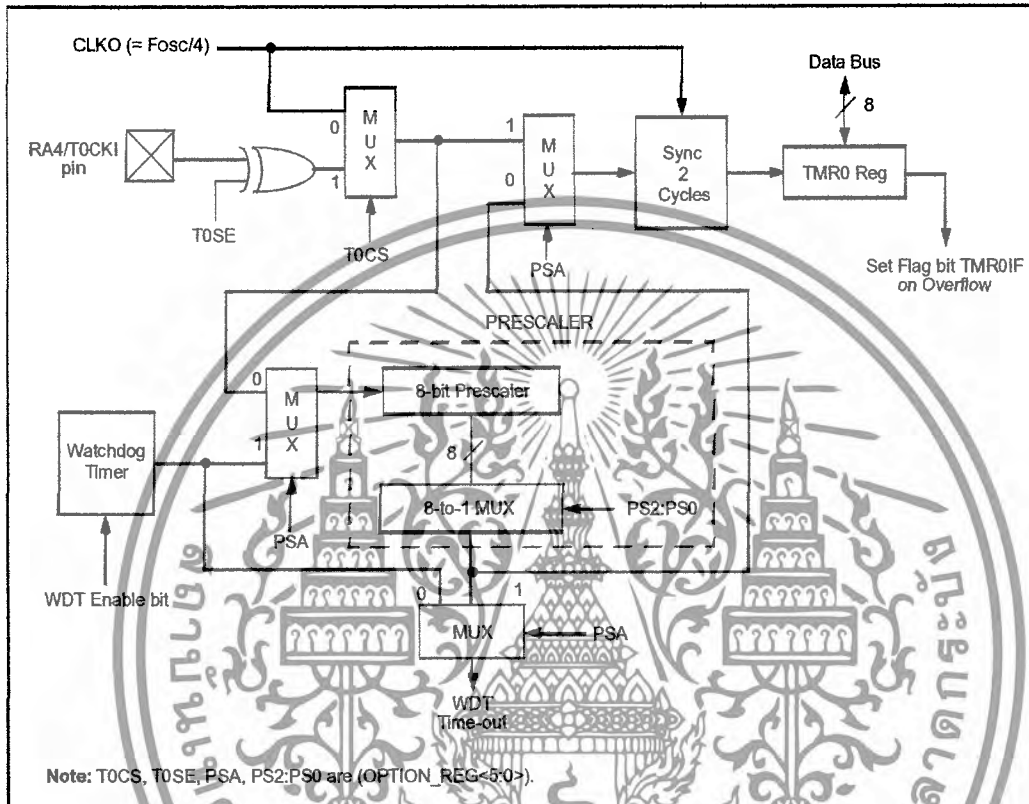 CLKO (= Fosc/4)
Data Bus
8
RA4/T0CKI
pin
0
1
M
U
X
T0SE
T0CS
1
0
M
U
X
PSA
Sync
2
Cycles
TMR0 Reg
Set Flag bit TMR0IF
on Overflow
PRESCALER
0
1
M
U
X
8-bit Prescaler
Watchdog
Timer
8
8-to-1 MUX
PS2:PS0
PSA
WDT Enable bit
0
1
MUX
PSA
WDT
Time-out
Note: T0CS, T0SE, PSA, PS2:PS0 are (OPTION_REG<5:0>).